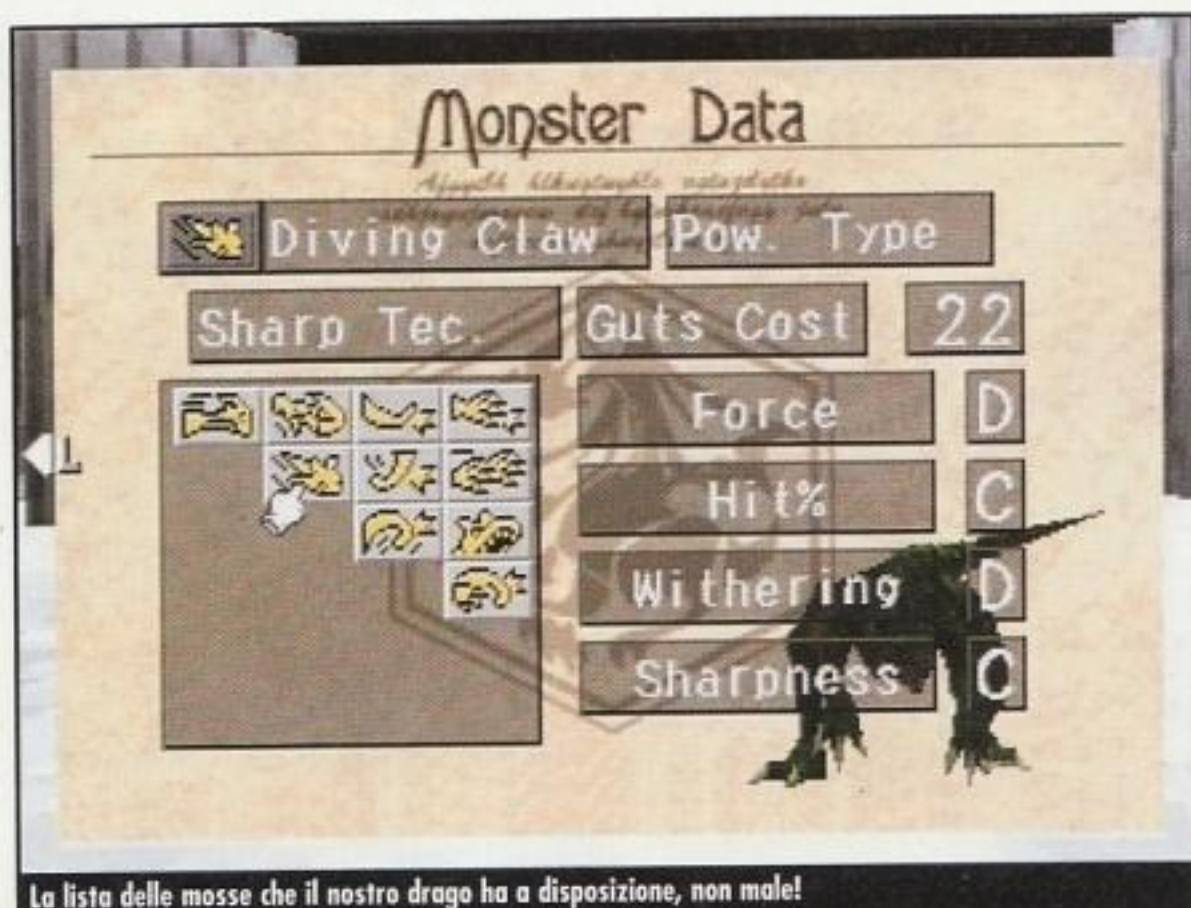 Monster Data
Diving Claw Pow. Type
Sharp Tec. Guts Cost 22
Force D
Hit% C
L
Withering D
Sharpness C
La lista delle mosse che il nostro drago ha a disposizione, non male!